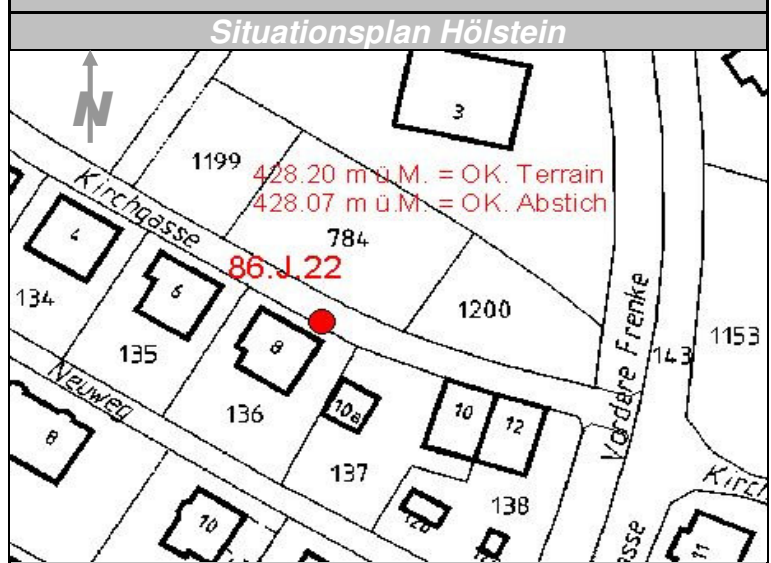 Situationsplan Hölstein
N
3
1199
428.20 m ü.M. = OK. Terrain
428.07 m ü.M. = OK. Abstich
Kirchgasse
784
4
86.J.22
134
6
1200
Vordere Frenke
143
1153
135
8
Neuweg
136
10a
10
12
8
137
138
10
11